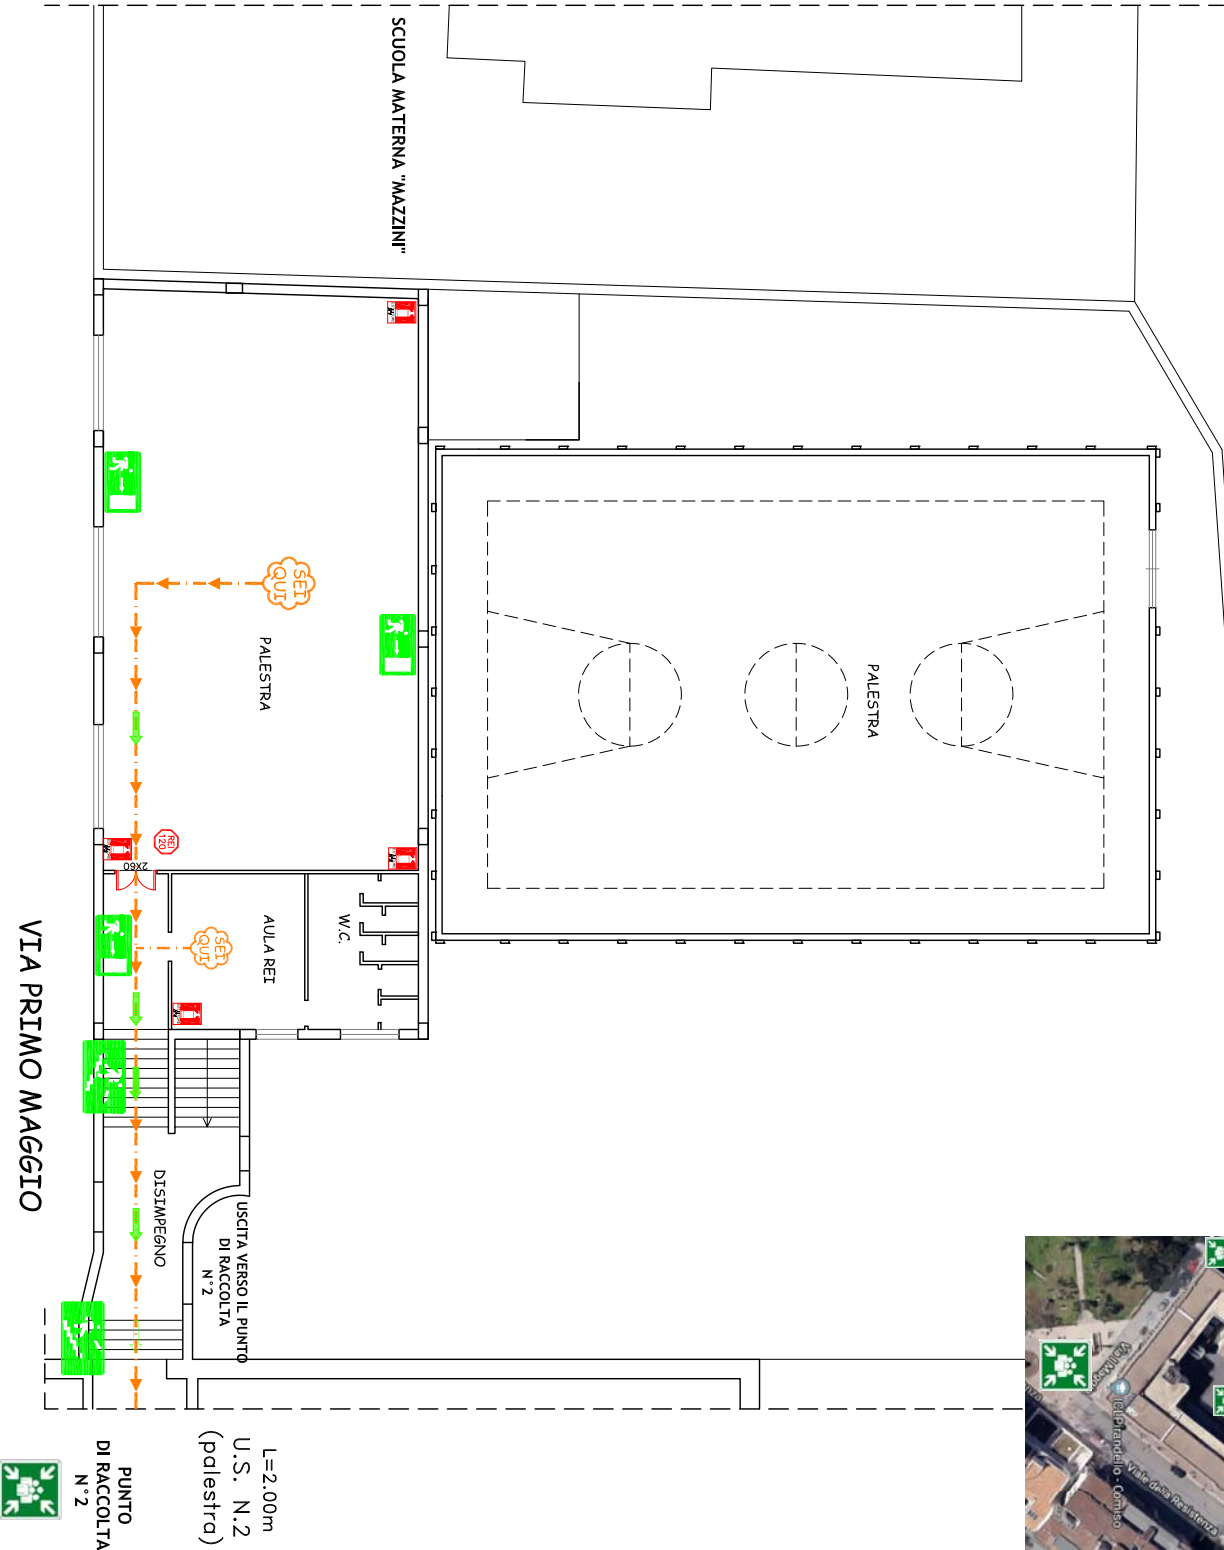 SCUOLA MATERNA "MAZZINI"
SEI
QUI
PALESTRA
PALESTRA
REI
120
2X60
SEI
QUI
AULA REI
W.C.
VIA PRIMO MAGGIO
DISIMPEGNO
USCITA VERSO IL PUNTO
DI RACCOLTA
N°2
L=2.00m
U.S. N.2
(palestra)
PUNTO
DI RACCOLTA
N°2
Viale della Resistenza